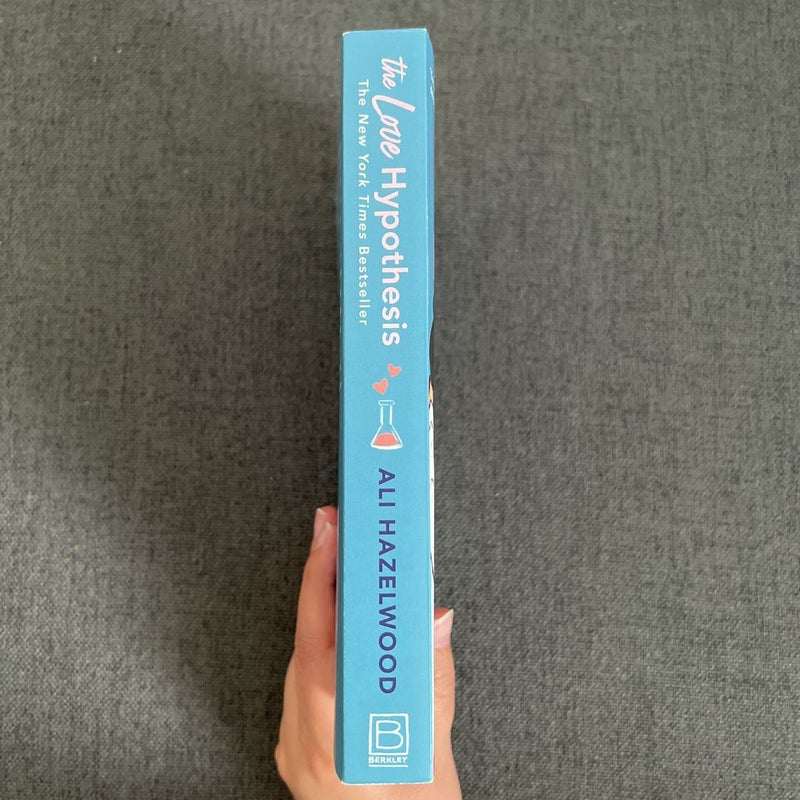 the Love Hypothesis
The New York Times Bestseller
ALI HAZELWOOD
B
BERKLEY